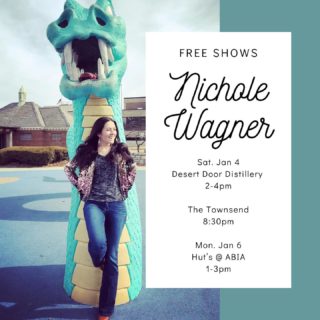 FREE SHOWS
Nichole
Wagner
Sat. Jan 4
Desert Door Distillery
2-4pm
The Townsend
8:30pm
Mon. Jan 6
Hut's @ ABIA
1-3pm